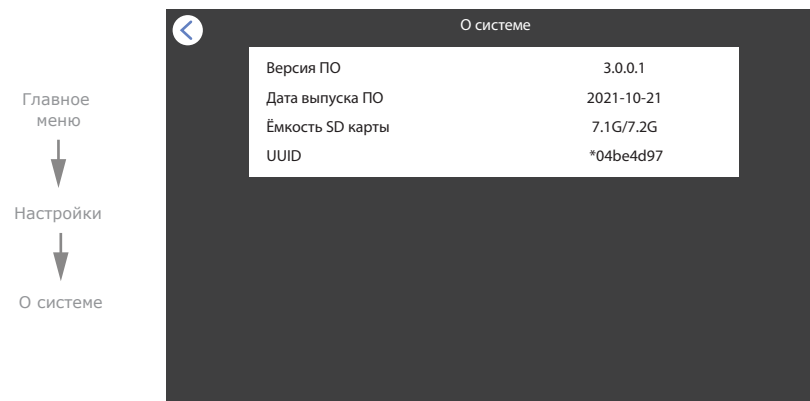 Главное
меню
Настройки
О системе
О системе
Версия ПО 3.0.0.1
Дата выпуска ПО 2021-10-21
Ёмкость SD карты 7.1G/7.2G
UUID *04be4d97